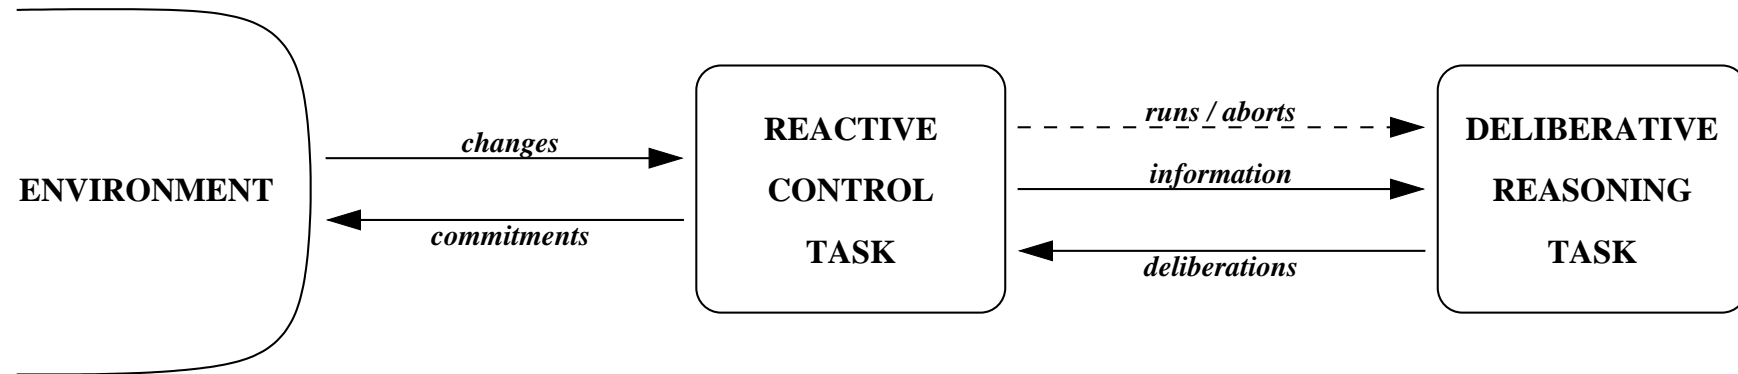 ENVIRONMENT
changes
commitments
REACTIVE
CONTROL
TASK
runs / aborts
information
deliberations
DELIBERATIVE
REASONING
TASK